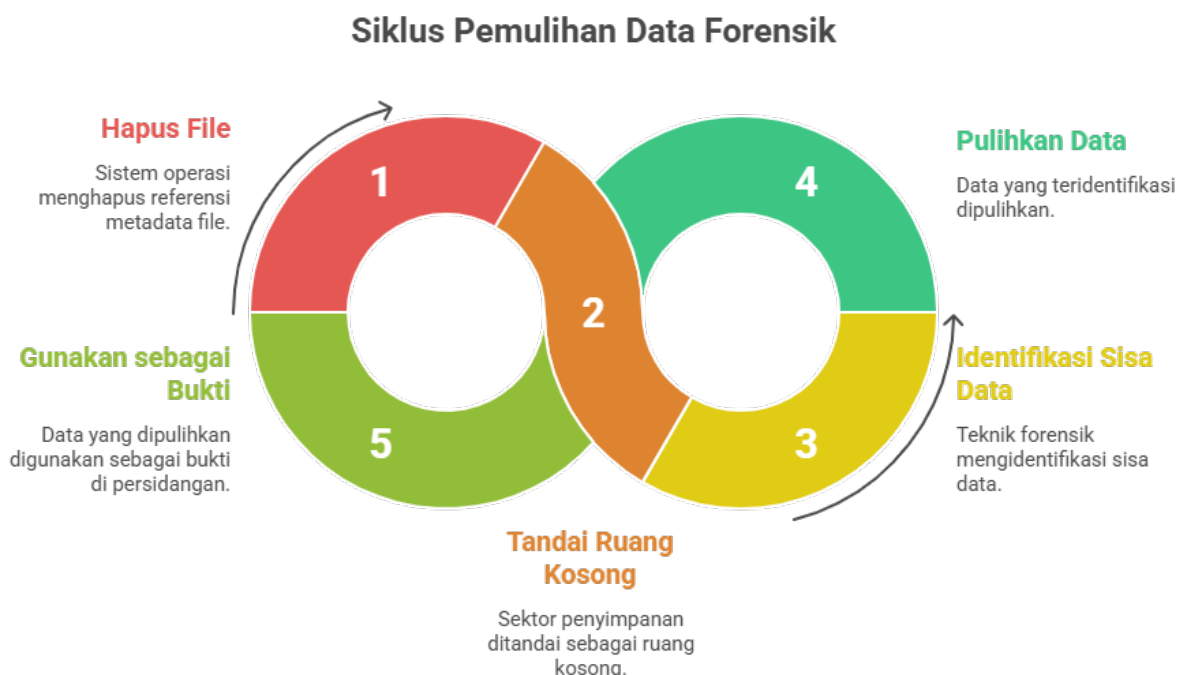 Siklus Pemulihan Data Forensik
Hapus File
Sistem operasi
menghapus referensi
metadata file.
1
2
Tandai Ruang
Kosong
Sektor penyimpanan
ditandai sebagai ruang
kosong.
3
Identifikasi Sisa
Data
Teknik forensik
mengidentifikasi sisa
data.
4
Pulihkan Data
Data yang teridentifikasi
dipulihkan.
5
Gunakan sebagai
Bukti
Data yang dipulihkan
digunakan sebagai bukti
di persidangan.